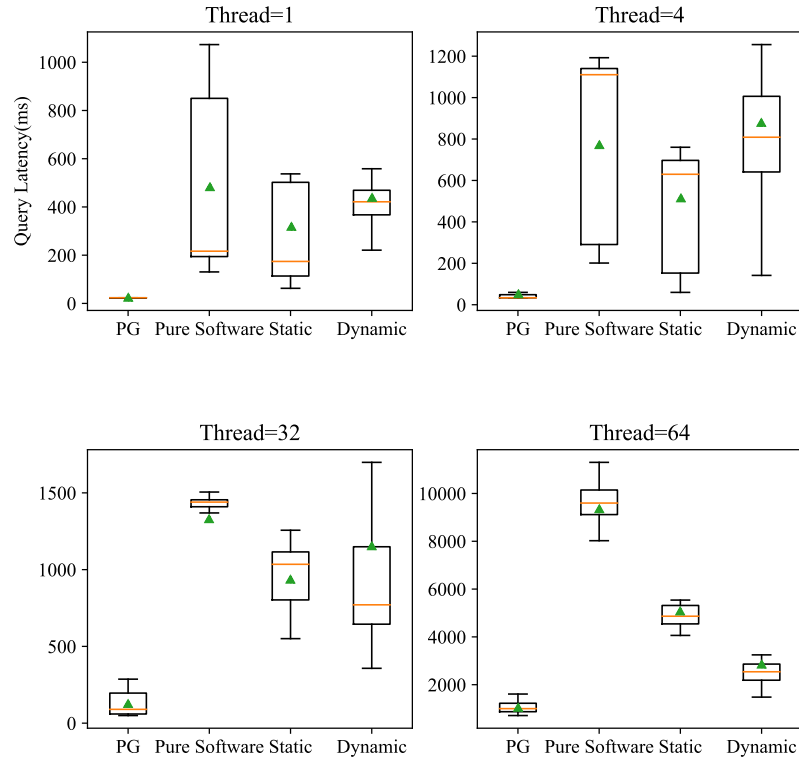 Thread=1
Thread=4
Query Latency(ms)
1000
800
600
400
200
0
PG Pure Software Static Dynamic
1200
1000
800
600
400
200
0
PG Pure Software Static Dynamic
Thread=32
Thread=64
1500
1000
500
0
PG Pure Software Static Dynamic
10000
8000
6000
4000
2000
PG Pure Software Static Dynamic